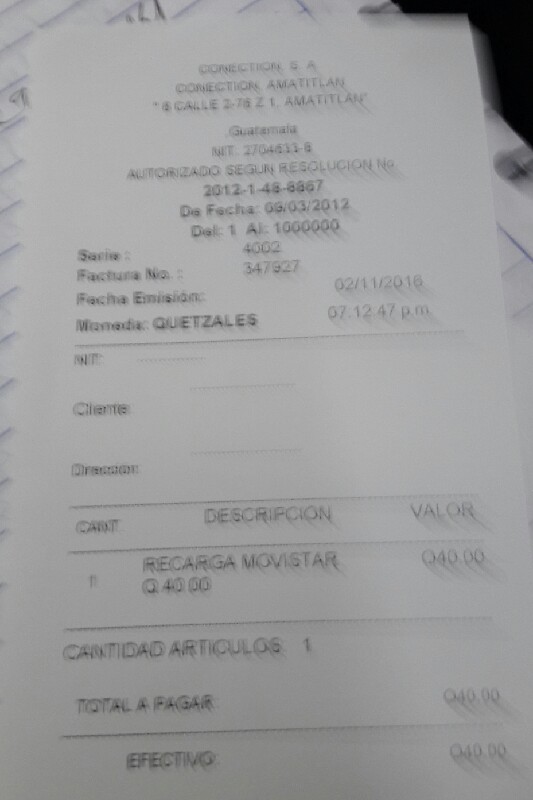 CONECTION, S. A
CONECTION, AMATITLAN
" 6 CALLE 2-76 Z 1, AMATITLAN"
,Guatemala
NIT: 2704611-8
AUTORIZADO SEGUN RESOLUCION No
2012-1-48-6867
De Fecha: 09/03/2012
Del: 1 Al: 1000000
Serie : 4002
Factura No. : 347927
Fecha Emisión: 02/11/2016
Moneda: QUETZALES 07:12:47 p.m.
NIT:
Cliente
Direccion:
CANT. DESCRIPCION VALOR
1 RECARGA MOVISTAR Q40.00
Q 40.00
CANTIDAD ARTICULOS 1
TOTAL A PAGAR: Q40.00
EFECTIVO: Q40.00